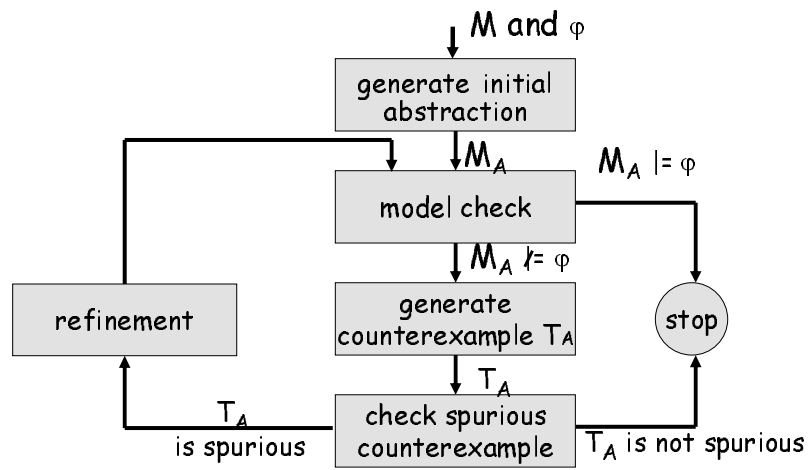 M and φ
generate initial
abstraction
M_A
M_A |= φ
model check
M_A |≠ φ
generate
counterexample T_A
refinement
stop
T_A
T_A
is spurious
check spurious
counterexample
T_A is not spurious